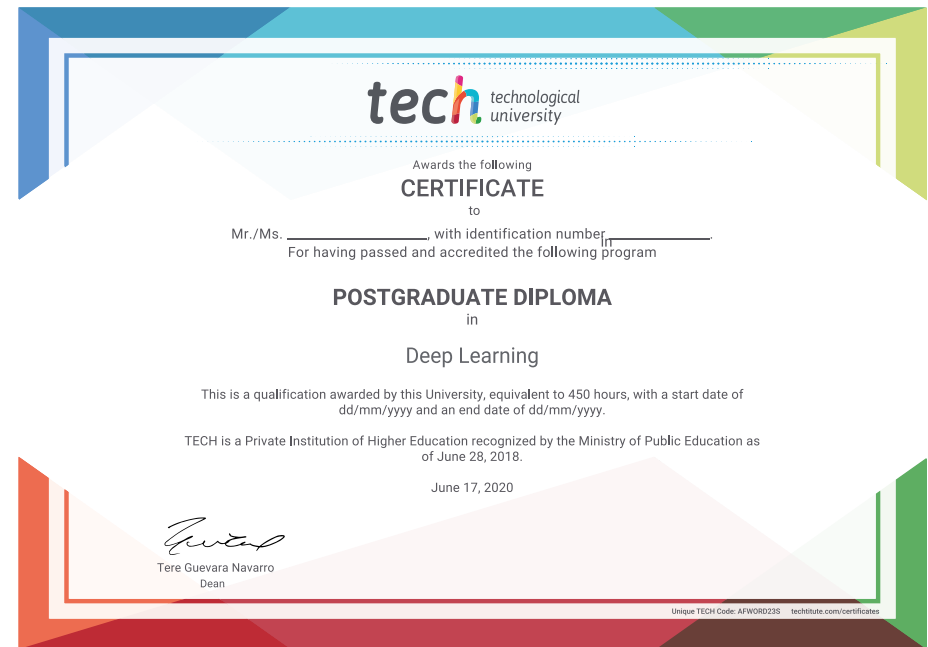 tech technological
university
Awards the following
CERTIFICATE
to
Mr./Ms. ____________________, with identification number ______________.
in
For having passed and accredited the following program
POSTGRADUATE DIPLOMA
in
Deep Learning
This is a qualification awarded by this University, equivalent to 450 hours, with a start date of
dd/mm/yyyy and an end date of dd/mm/yyyy.
TECH is a Private Institution of Higher Education recognized by the Ministry of Public Education as
of June 28, 2018.
June 17, 2020
Tere Guevara Navarro
Dean
Unique TECH Code: AFWORD23S techtitute.com/certificates